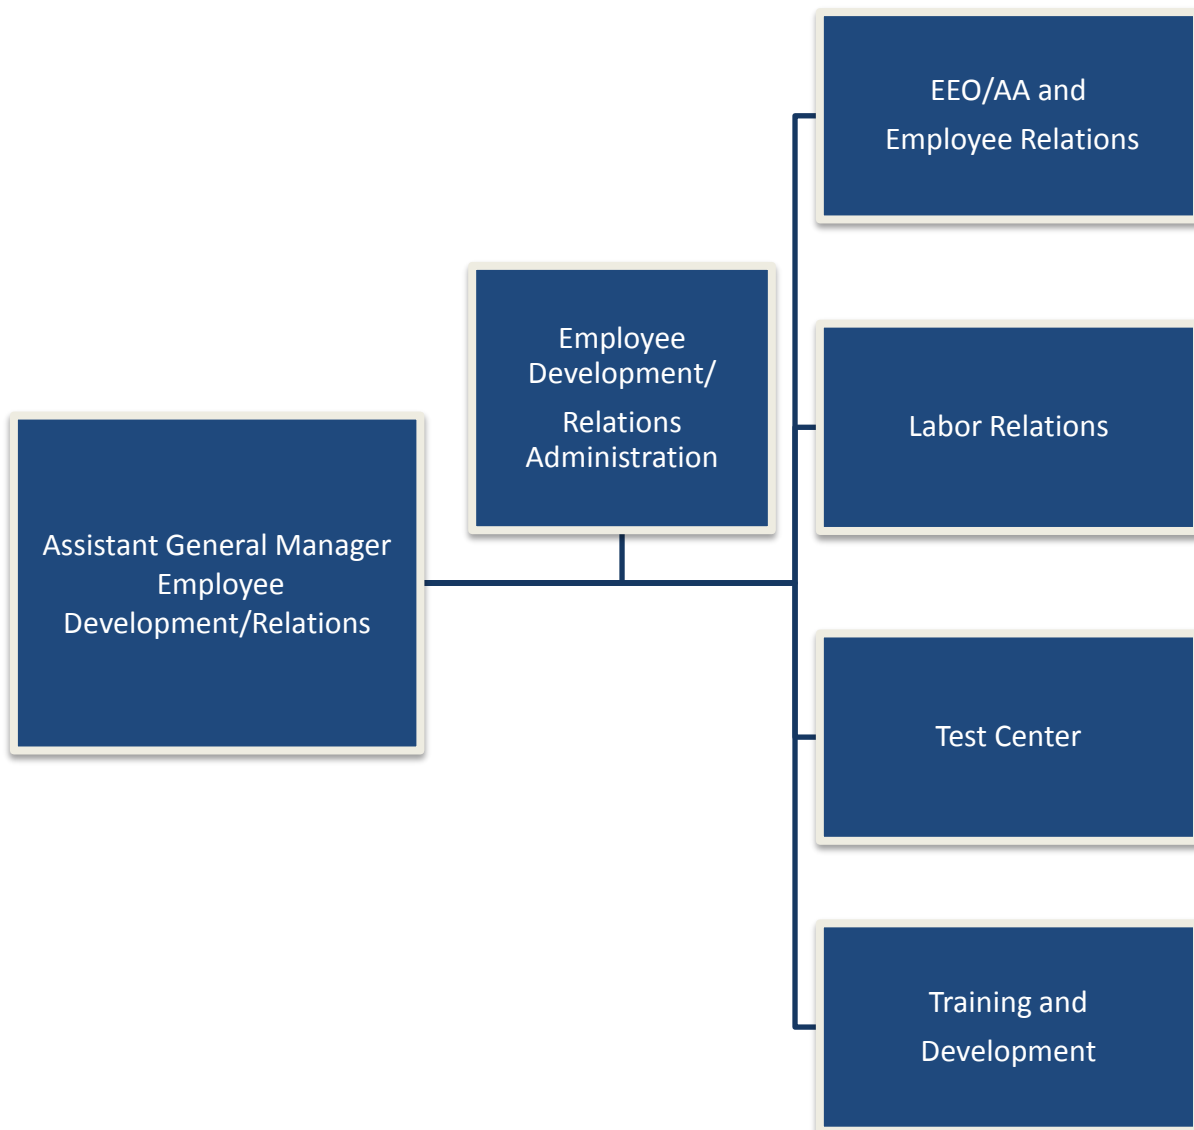 EEO/AA and
Employee Relations
Employee
Development/
Relations
Administration
Labor Relations
Assistant General Manager
Employee
Development/Relations
Test Center
Training and
Development